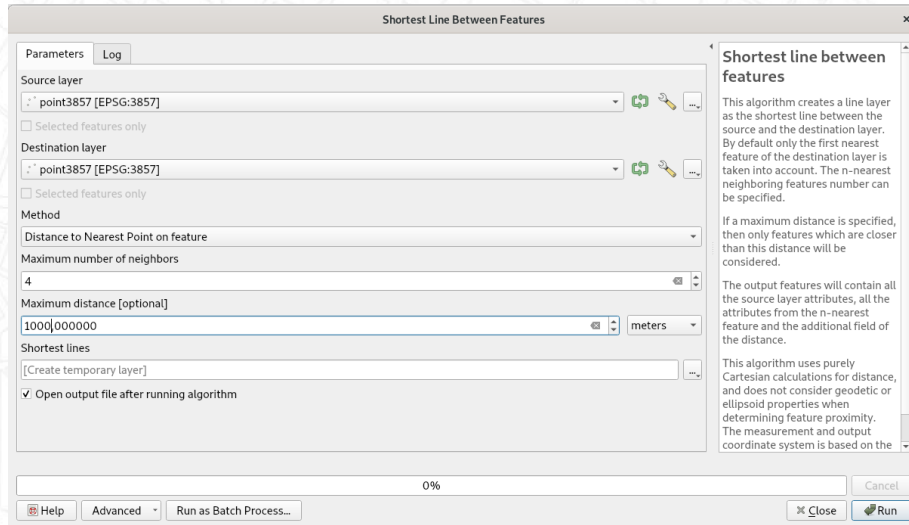 Shortest Line Between Features
Parameters
Log
Source layer
point3857 [EPSG:3857]
Selected features only
Destination layer
point3857 [EPSG:3857]
Selected features only
Method
Distance to Nearest Point on feature
Maximum number of neighbors
4
Maximum distance [optional]
1000,000000
meters
Shortest lines
[Create temporary layer]
Open output file after running algorithm
Shortest line between
features
This algorithm creates a line layer
as the shortest line between the
source and the destination layer.
By default only the first nearest
feature of the destination layer is
taken into account. The n-nearest
neighboring features number can
be specified.
If a maximum distance is specified,
then only features which are closer
than this distance will be
considered.
The output features will contain all
the source layer attributes, all the
attributes from the n-nearest
feature and the additional field of
the distance.
This algorithm uses purely
Cartesian calculations for distance,
and does not consider geodetic or
ellipsoid properties when
determining feature proximity.
The measurement and output
coordinate system is based on the
0%
Cancel
Help
Advanced
Run as Batch Process...
Close
Run